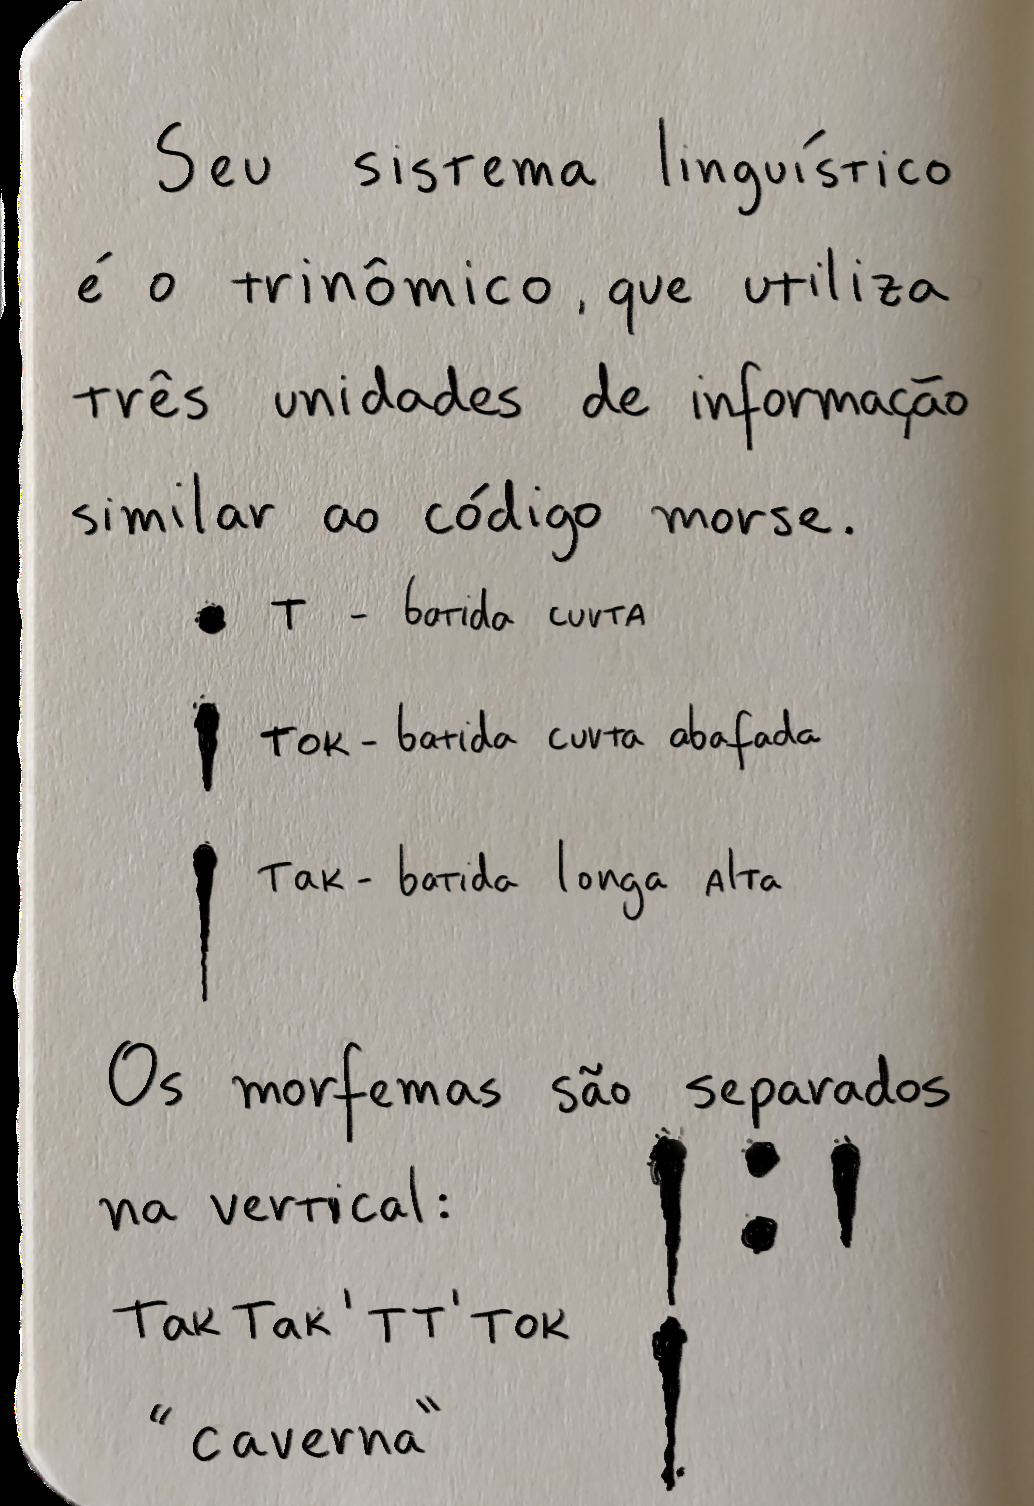 Seu sistema linguístico
é o trinômico, que utiliza
três unidades de informação
similar ao código morse.
T - batida curta
Tok - batida curta abafada
Tak - batida longa alta
Os morfemas são separados
na vertical:
TakTak'TT'Tok
"caverna"